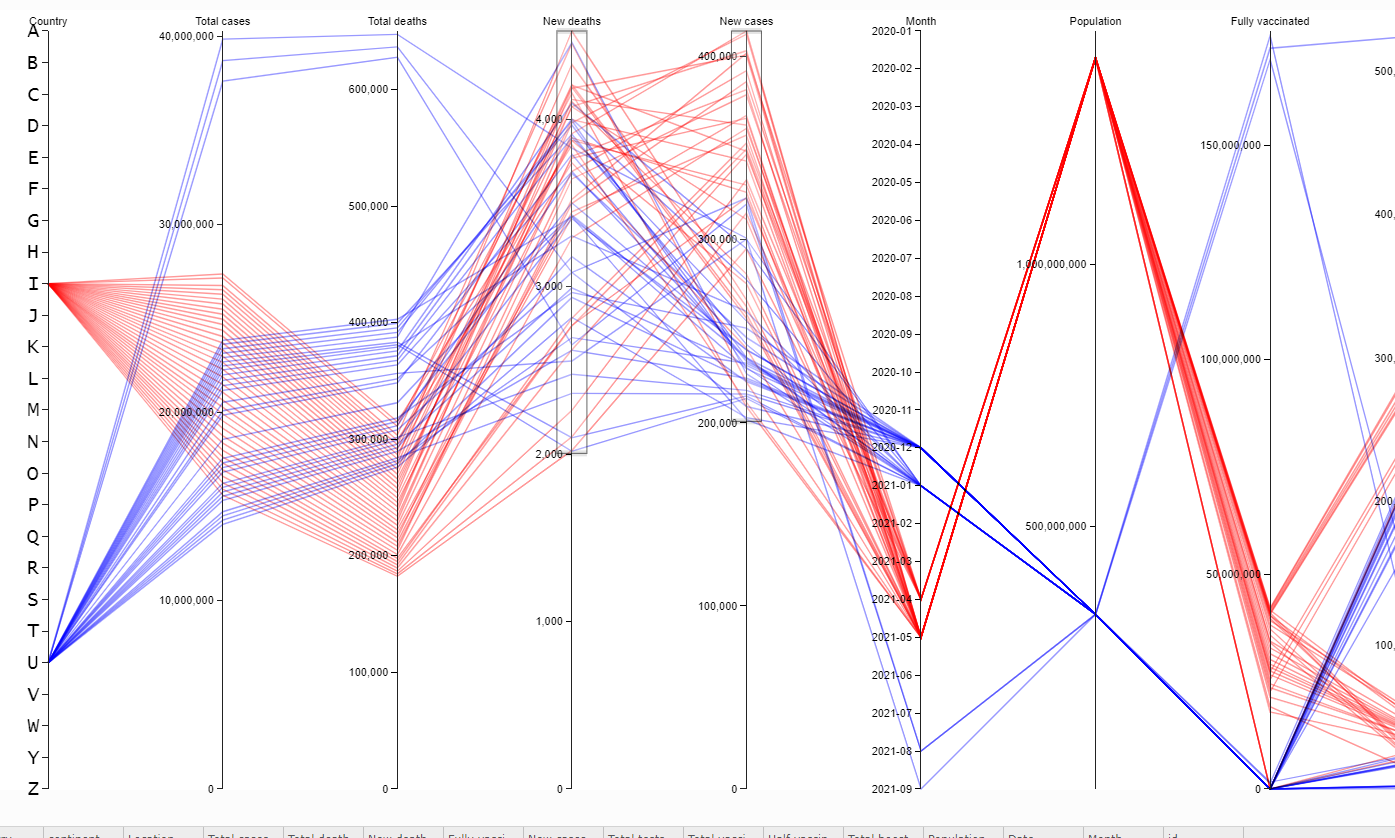 Country Total cases Total deaths New deaths New cases Month Population Fully vaccinated
A
B
C
D
E
F
G
H
I
J
K
L
M
N
O
P
Q
R
S
T
U
V
W
Y
Z
40,000,000
30,000,000
20,000,000
10,000,000
0
600,000
500,000
400,000
300,000
200,000
100,000
0
4,000
3,000
2,000
1,000
0
400,000
300,000
200,000
100,000
0
2020-01
2020-02
2020-03
2020-04
2020-05
2020-06
2020-07
2020-08
2020-09
2020-10
2020-11
2020-12
2021-01
2021-02
2021-03
2021-04
2021-05
2021-06
2021-07
2021-08
2021-09
1,000,000,000
500,000,000
150,000,000
100,000,000
50,000,000
0
500,
400,
300,
200,
100,
continent Location Total cases Total death New death Fully vacci New cases Total tests Total vacci Half vaccin Total boost Population Date Month id